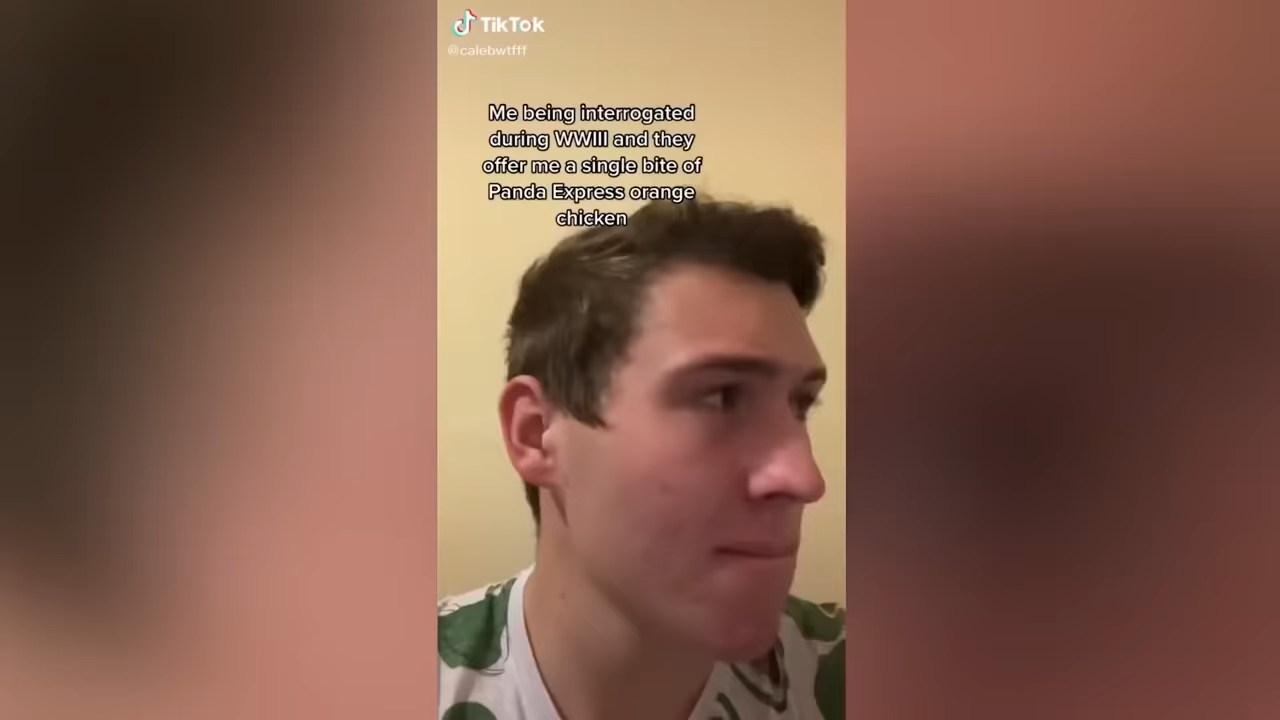 TikTok
@calebwtfff
Me being interrogated
during WWIII and they
offer me a single bite of
Panda Express orange
chicken